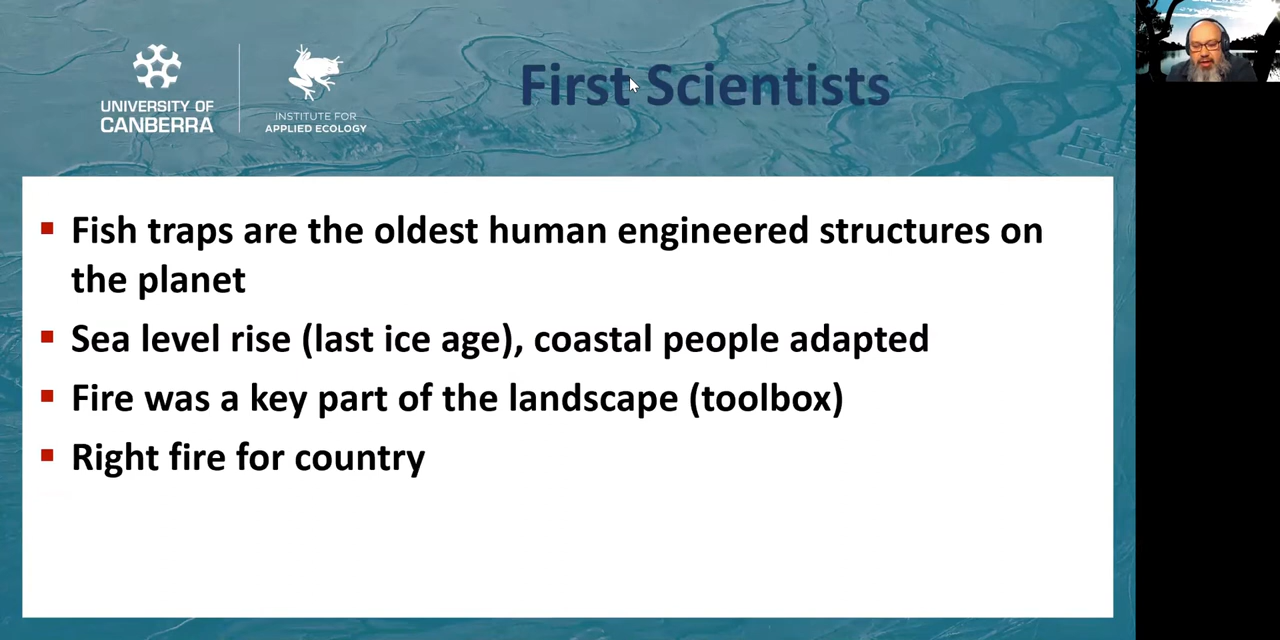 UNIVERSITY OF
CANBERRA
INSTITUTE FOR
APPLIED ECOLOGY
First Scientists
Fish traps are the oldest human engineered structures on
the planet
Sea level rise (last ice age), coastal people adapted
Fire was a key part of the landscape (toolbox)
Right fire for country